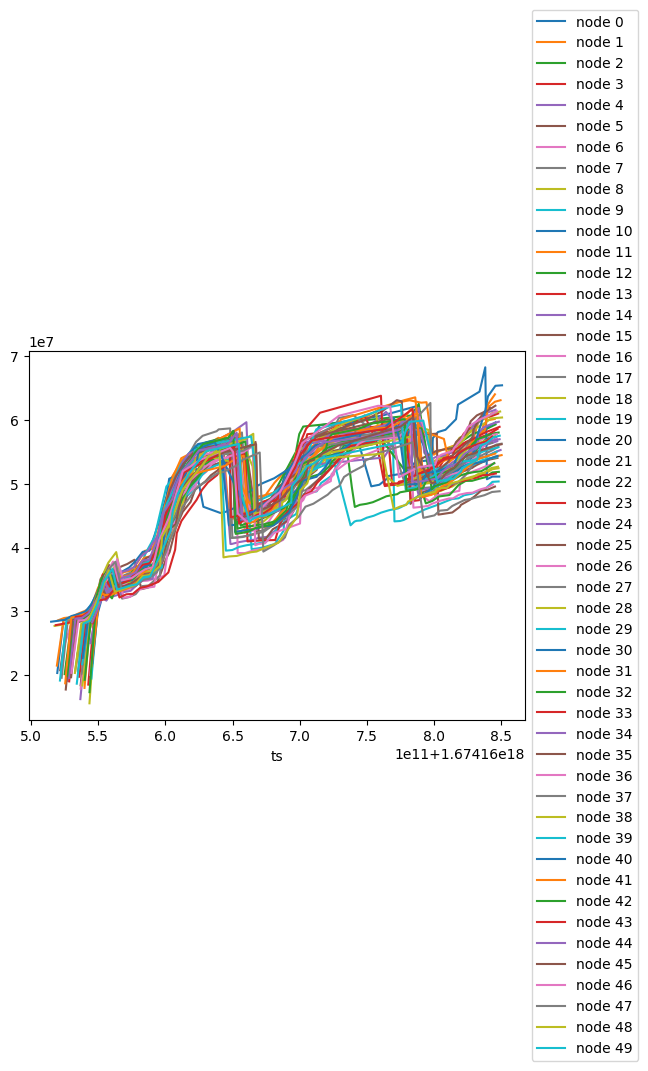 1e7
7
6
5
4
3
2
5.0 5.5 6.0 6.5 7.0 7.5 8.0 8.5
ts
1e11+1.67416e18
node 0
node 1
node 2
node 3
node 4
node 5
node 6
node 7
node 8
node 9
node 10
node 11
node 12
node 13
node 14
node 15
node 16
node 17
node 18
node 19
node 20
node 21
node 22
node 23
node 24
node 25
node 26
node 27
node 28
node 29
node 30
node 31
node 32
node 33
node 34
node 35
node 36
node 37
node 38
node 39
node 40
node 41
node 42
node 43
node 44
node 45
node 46
node 47
node 48
node 49